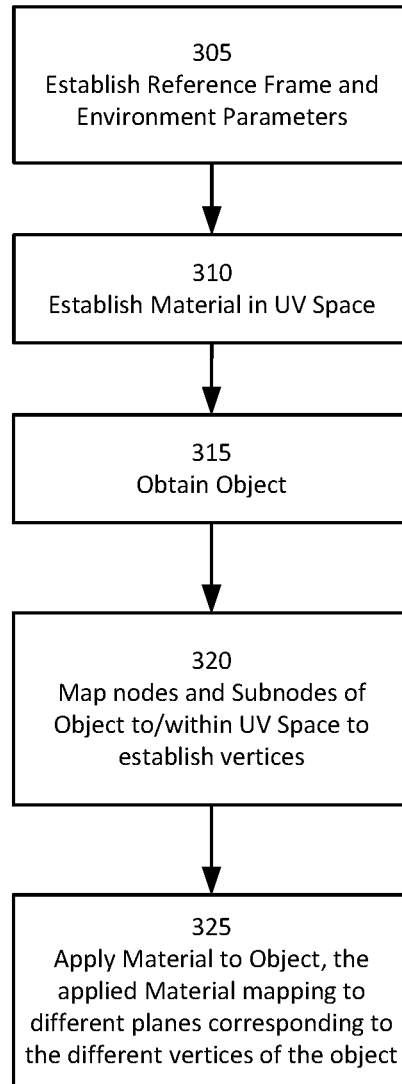 305
Establish Reference Frame and
Environment Parameters
310
Establish Material in UV Space
315
Obtain Object
320
Map nodes and Subnodes of
Object to/within UV Space to
establish vertices
325
Apply Material to Object, the
applied Material mapping to
different planes corresponding to
the different vertices of the object